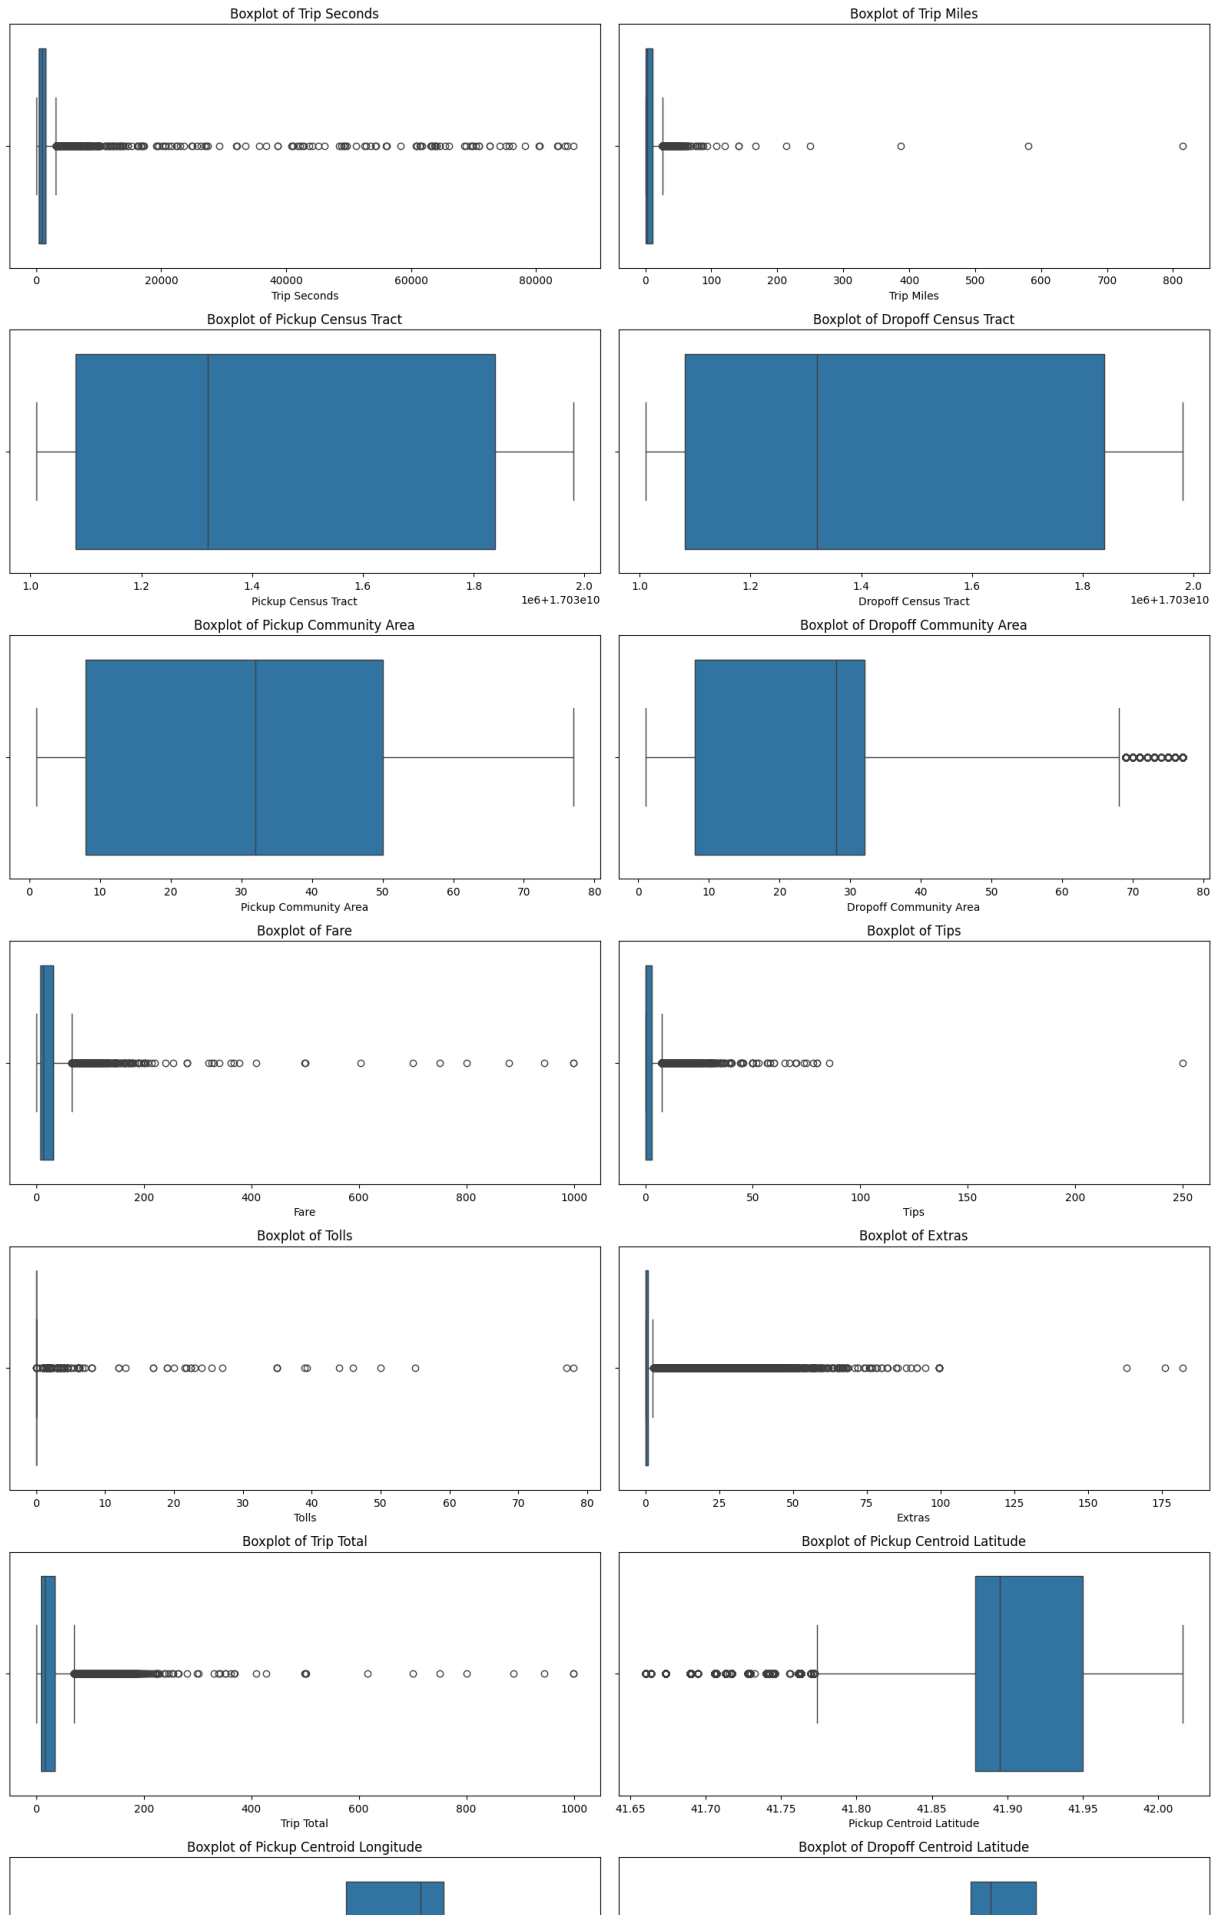 Boxplot of Trip Seconds
Boxplot of Trip Miles
0 20000 40000 60000 80000
0 100 200 300 400 500 600 700 800
Trip Seconds
Trip Miles
Boxplot of Pickup Census Tract
Boxplot of Dropoff Census Tract
1.0 1.2 1.4 1.6 1.8 2.0
1.0 1.2 1.4 1.6 1.8 2.0
Pickup Census Tract
1e6+1.703e10
Dropoff Census Tract
1e6+1.703e10
Boxplot of Pickup Community Area
Boxplot of Dropoff Community Area
0 10 20 30 40 50 60 70 80
0 10 20 30 40 50 60 70 80
Pickup Community Area
Dropoff Community Area
Boxplot of Fare
Boxplot of Tips
0 200 400 600 800 1000
0 50 100 150 200 250
Fare
Tips
Boxplot of Tolls
Boxplot of Extras
0 10 20 30 40 50 60 70 80
0 25 50 75 100 125 150 175
Tolls
Extras
Boxplot of Trip Total
Boxplot of Pickup Centroid Latitude
0 200 400 600 800 1000
41.65 41.70 41.75 41.80 41.85 41.90 41.95 42.00
Trip Total
Pickup Centroid Latitude
Boxplot of Pickup Centroid Longitude
Boxplot of Dropoff Centroid Latitude